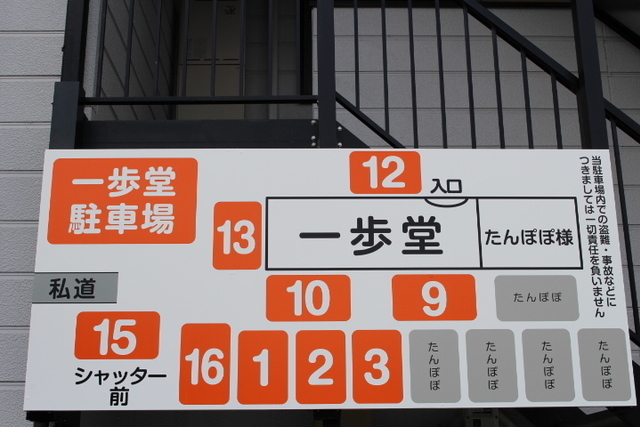 一歩堂
駐車場
12
入口
当駐車場内での盗難・事故などに
つきましては一切責任を負いません
13
一歩堂
たんぽぽ様
私道
10
9
たんぽぽ
15
シャッター
前
16
1
2
3
たんぽぽ
たんぽぽ
たんぽぽ
たんぽぽ